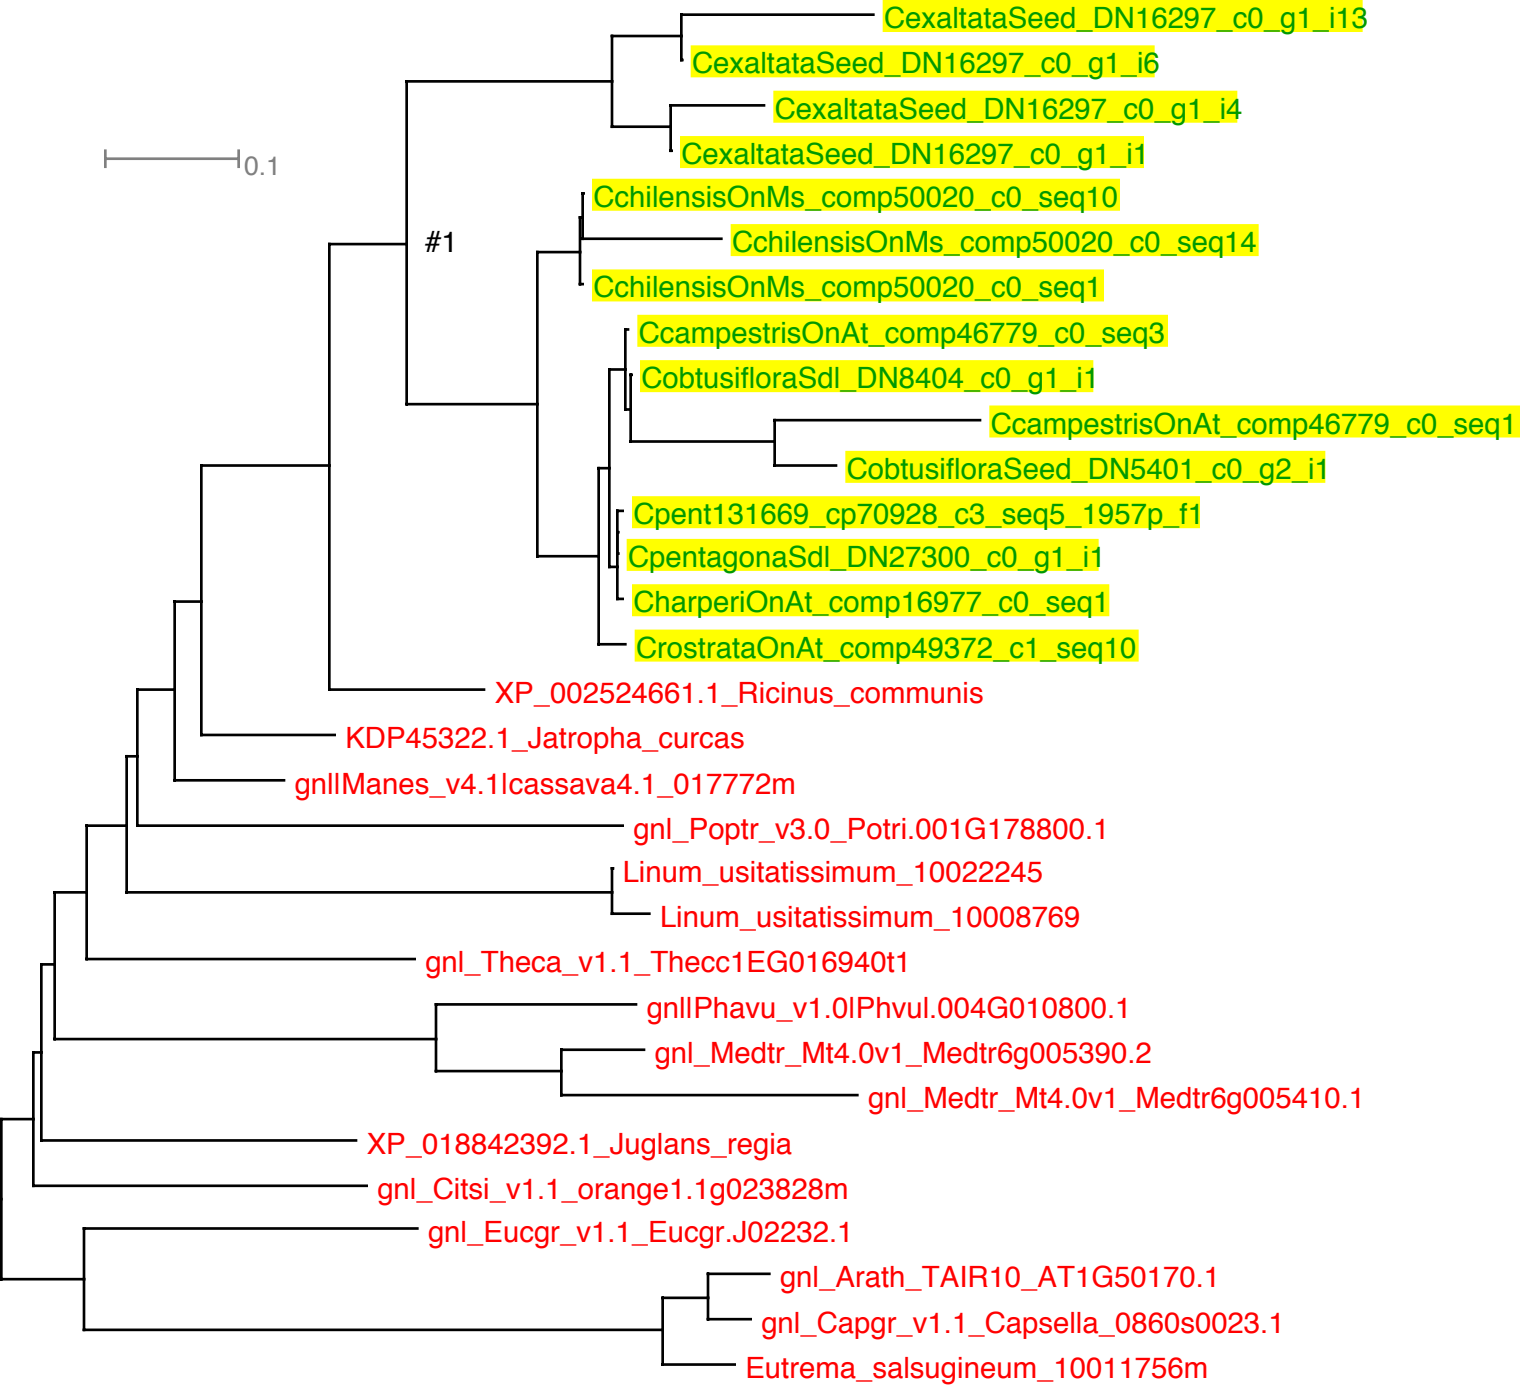 CexaltataSeed_DN16297_c0_g1_i13
CexaltataSeed_DN16297_c0_g1_i6
CexaltataSeed_DN16297_c0_g1_i4
CexaltataSeed_DN16297_c0_g1_i1
0.1
CchilensisOnMs_comp50020_c0_seq10
#1
CchilensisOnMs_comp50020_c0_seq14
CchilensisOnMs_comp50020_c0_seq1
CcampestrisOnAt_comp46779_c0_seq3
CobtusifloraSdl_DN8404_c0_g1_i1
CcampestrisOnAt_comp46779_c0_seq1
CobtusifloraSeed_DN5401_c0_g2_i1
Cpent131669_cp70928_c3_seq5_1957p_f1
CpentagonaSdl_DN27300_c0_g1_i1
CharperiOnAt_comp16977_c0_seq1
CrostrataOnAt_comp49372_c1_seq10
XP_002524661.1_Ricinus_communis
KDP45322.1_Jatropha_curcas
gnl|Manes_v4.1|cassava4.1_017772m
gnl_Poptr_v3.0_Potri.001G178800.1
Linum_usitatissimum_10022245
Linum_usitatissimum_10008769
gnl_Theca_v1.1_Thecc1EG016940t1
gnl|Phavu_v1.0|Phvul.004G010800.1
gnl_Medtr_Mt4.0v1_Medtr6g005390.2
gnl_Medtr_Mt4.0v1_Medtr6g005410.1
XP_018842392.1_Juglans_regia
gnl_Citsi_v1.1_orange1.1g023828m
gnl_Eucgr_v1.1_Eucgr.J02232.1
gnl_Arath_TAIR10_AT1G50170.1
gnl_Capgr_v1.1_Capsella_0860s0023.1
Eutrema_salsugineum_10011756m